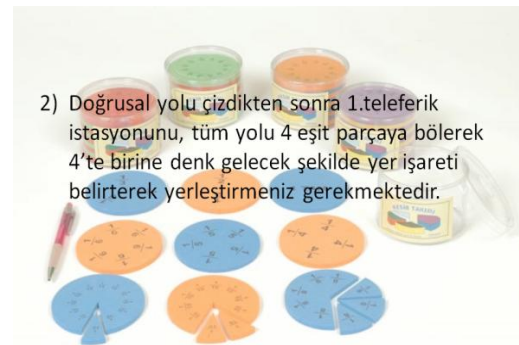 2) Doğrusal yolu çizdikten sonra 1.teleferik
istasyonunu, tüm yolu 4 eşit parçaya bölerek
4'te birine denk gelecek şekilde yer işareti
belirterek yerleştirmeniz gerekmektedir.